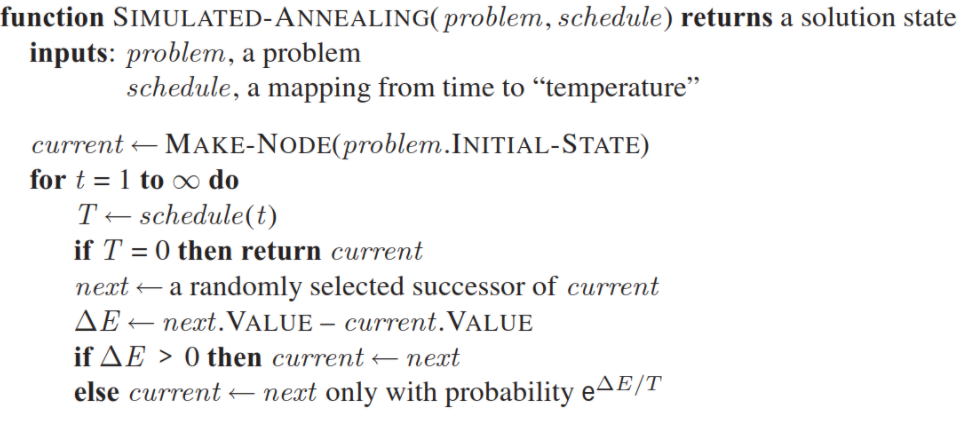 function SIMULATED-ANNEALING(problem, schedule) returns a solution state
inputs: problem, a problem
schedule, a mapping from time to “temperature”
current ← MAKE-NODE(problem.INITIAL-STATE)
for t = 1 to ∞ do
T ← schedule(t)
if T = 0 then return current
next ← a randomly selected successor of current
ΔE ← next.VALUE – current.VALUE
if ΔE > 0 then current ← next
else current ← next only with probability e^ΔE/T